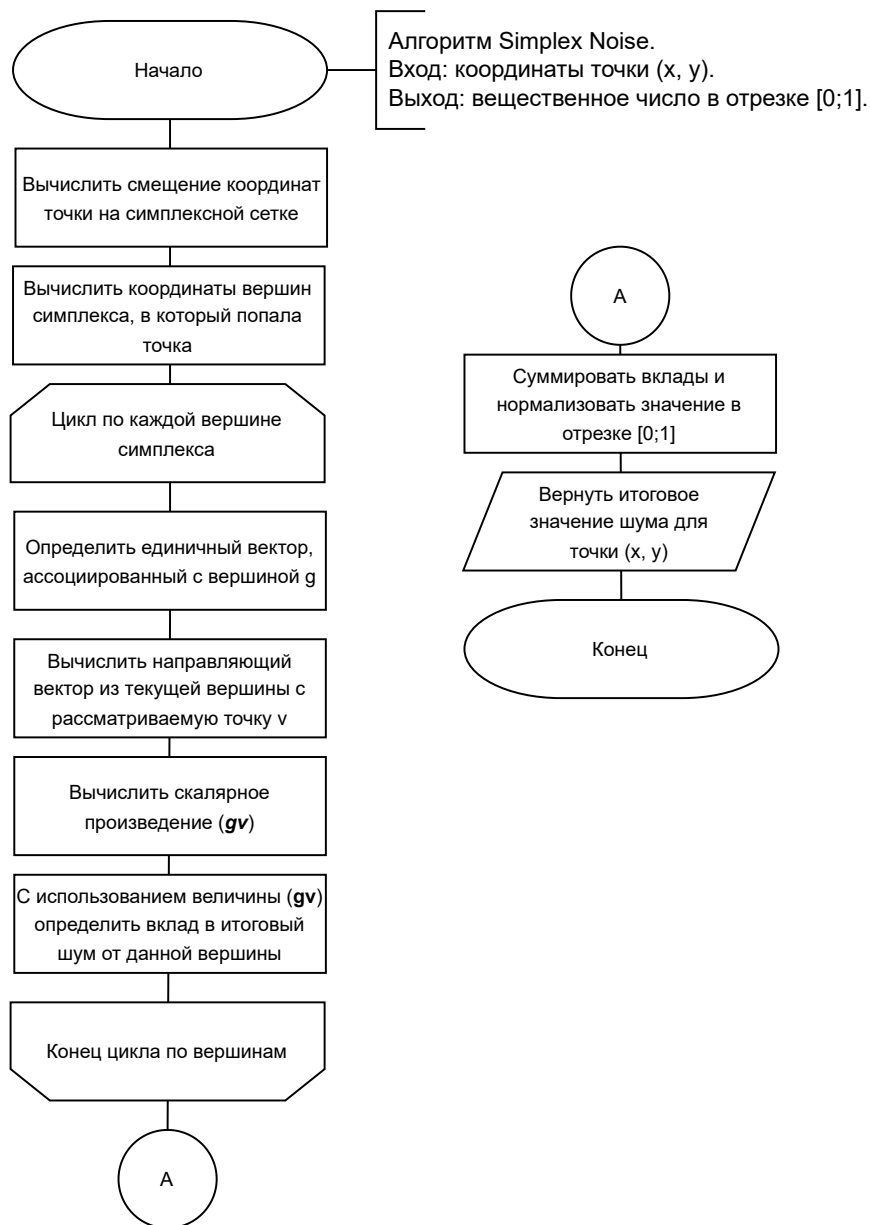 Начало
Алгоритм Simplex Noise.
Вход: координаты точки (x, y).
Выход: вещественное число в отрезке [0;1].
Вычислить смещение координат
точки на симплексной сетке
Вычислить координаты вершин
симплекса, в который попала
точка
Цикл по каждой вершине
симплекса
Определить единичный вектор,
ассоциированный с вершиной g
Вычислить направляющий
вектор из текущей вершины с
рассматриваемую точку v
Вычислить скалярное
произведение (gv)
С использованием величины (gv)
определить вклад в итоговый
шум от данной вершины
Конец цикла по вершинам
А
А
Суммировать вклады и
нормализовать значение в
отрезке [0;1]
Вернуть итоговое
значение шума для
точки (x, y)
Конец